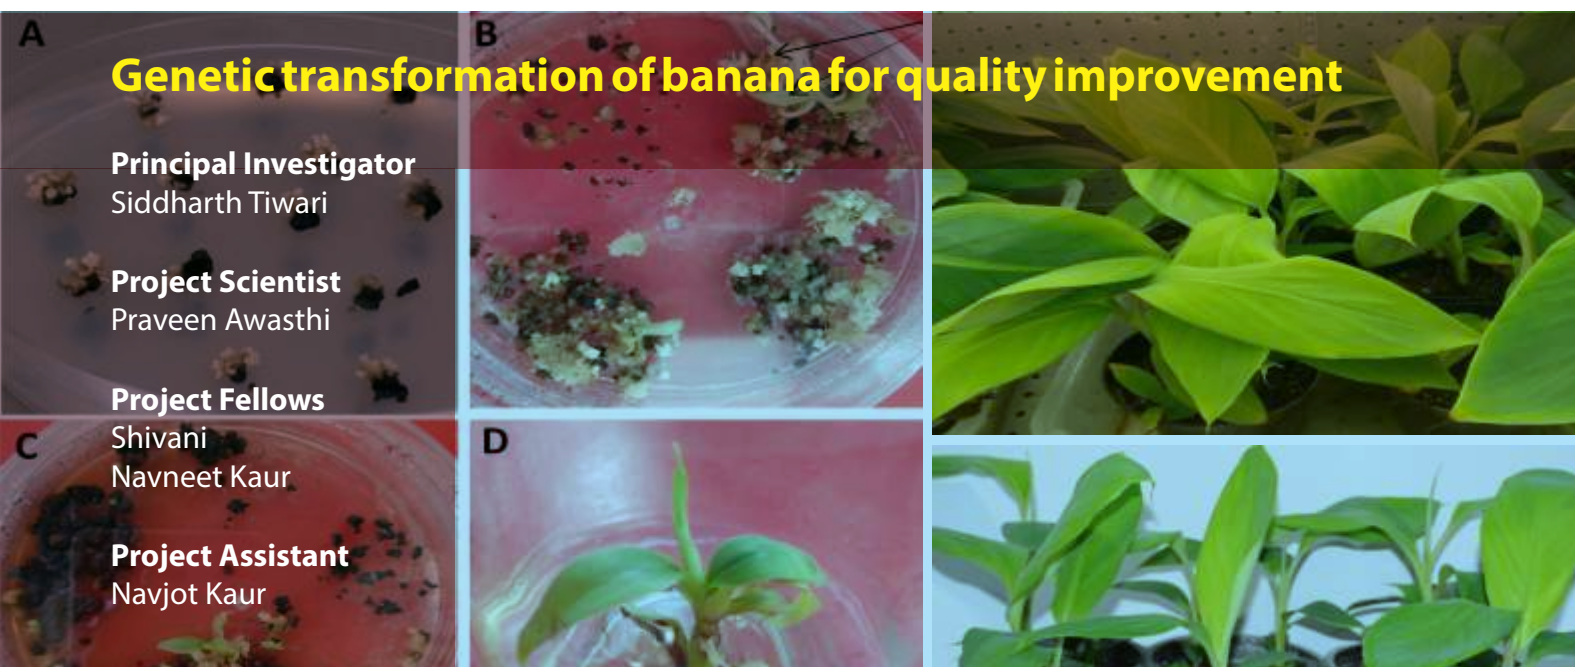 A
B
Genetic transformation of banana for quality improvement
Principal Investigator
Siddharth Tiwari
Project Scientist
Praveen Awasthi
Project Fellows
Shivani
Navneet Kaur
C
D
Project Assistant
Navjot Kaur